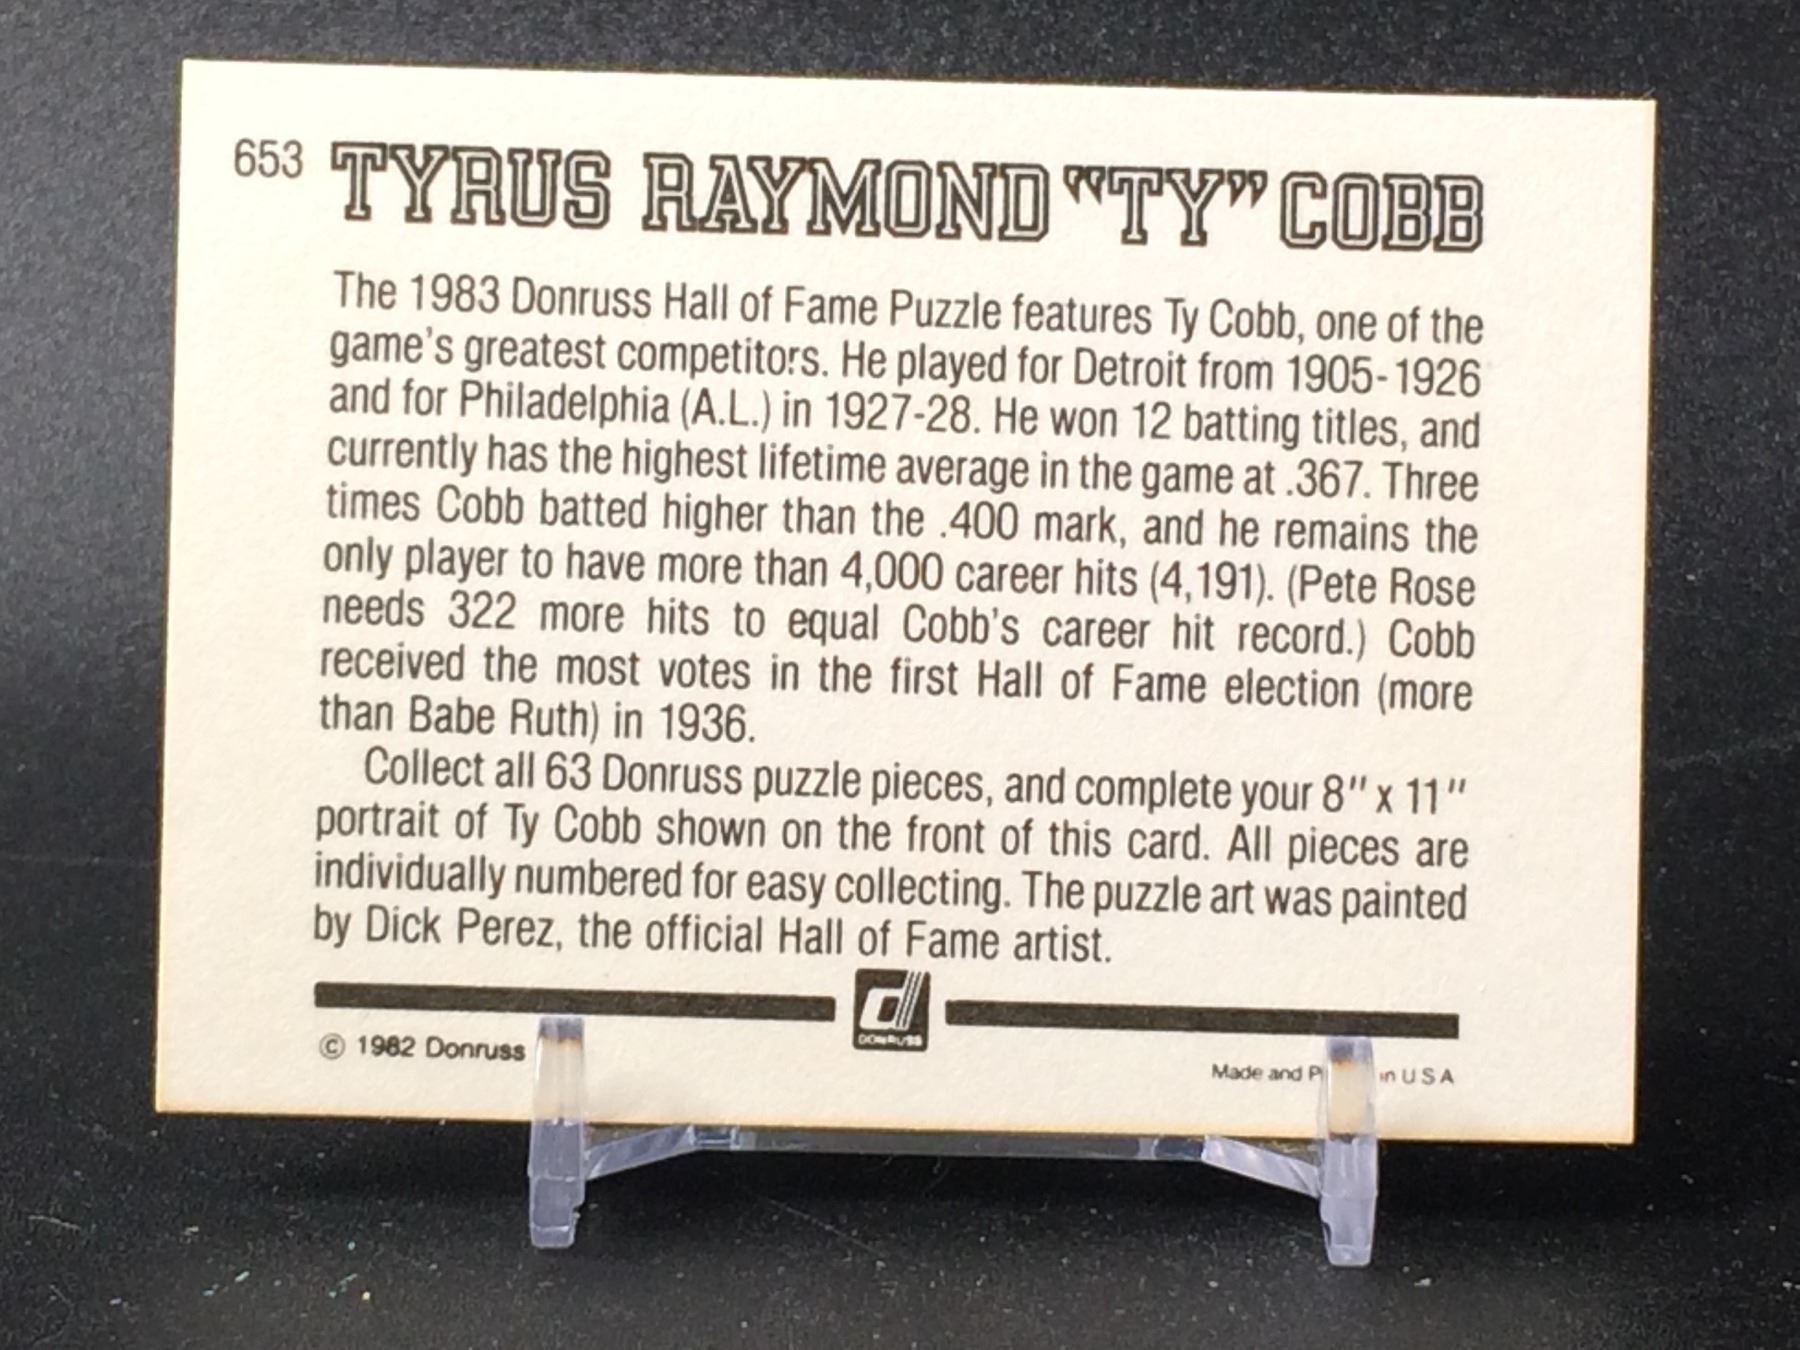 653 TYRUS RAYMOND "TY" COBB
The 1983 Donruss Hall of Fame Puzzle features Ty Cobb, one of the
game's greatest competitors. He played for Detroit from 1905-1926
and for Philadelphia (A.L.) in 1927-28. He won 12 batting titles, and
currently has the highest lifetime average in the game at .367. Three
times Cobb batted higher than the .400 mark, and he remains the
only player to have more than 4,000 career hits (4,191). (Pete Rose
needs 322 more hits to equal Cobb's career hit record.) Cobb
received the most votes in the first Hall of Fame election (more
than Babe Ruth) in 1936.
Collect all 63 Donruss puzzle pieces, and complete your 8" x 11"
portrait of Ty Cobb shown on the front of this card. All pieces are
individually numbered for easy collecting. The puzzle art was painted
by Dick Perez, the official Hall of Fame artist.
d
DONRUSS
© 1982 Donruss
Made and in U S A